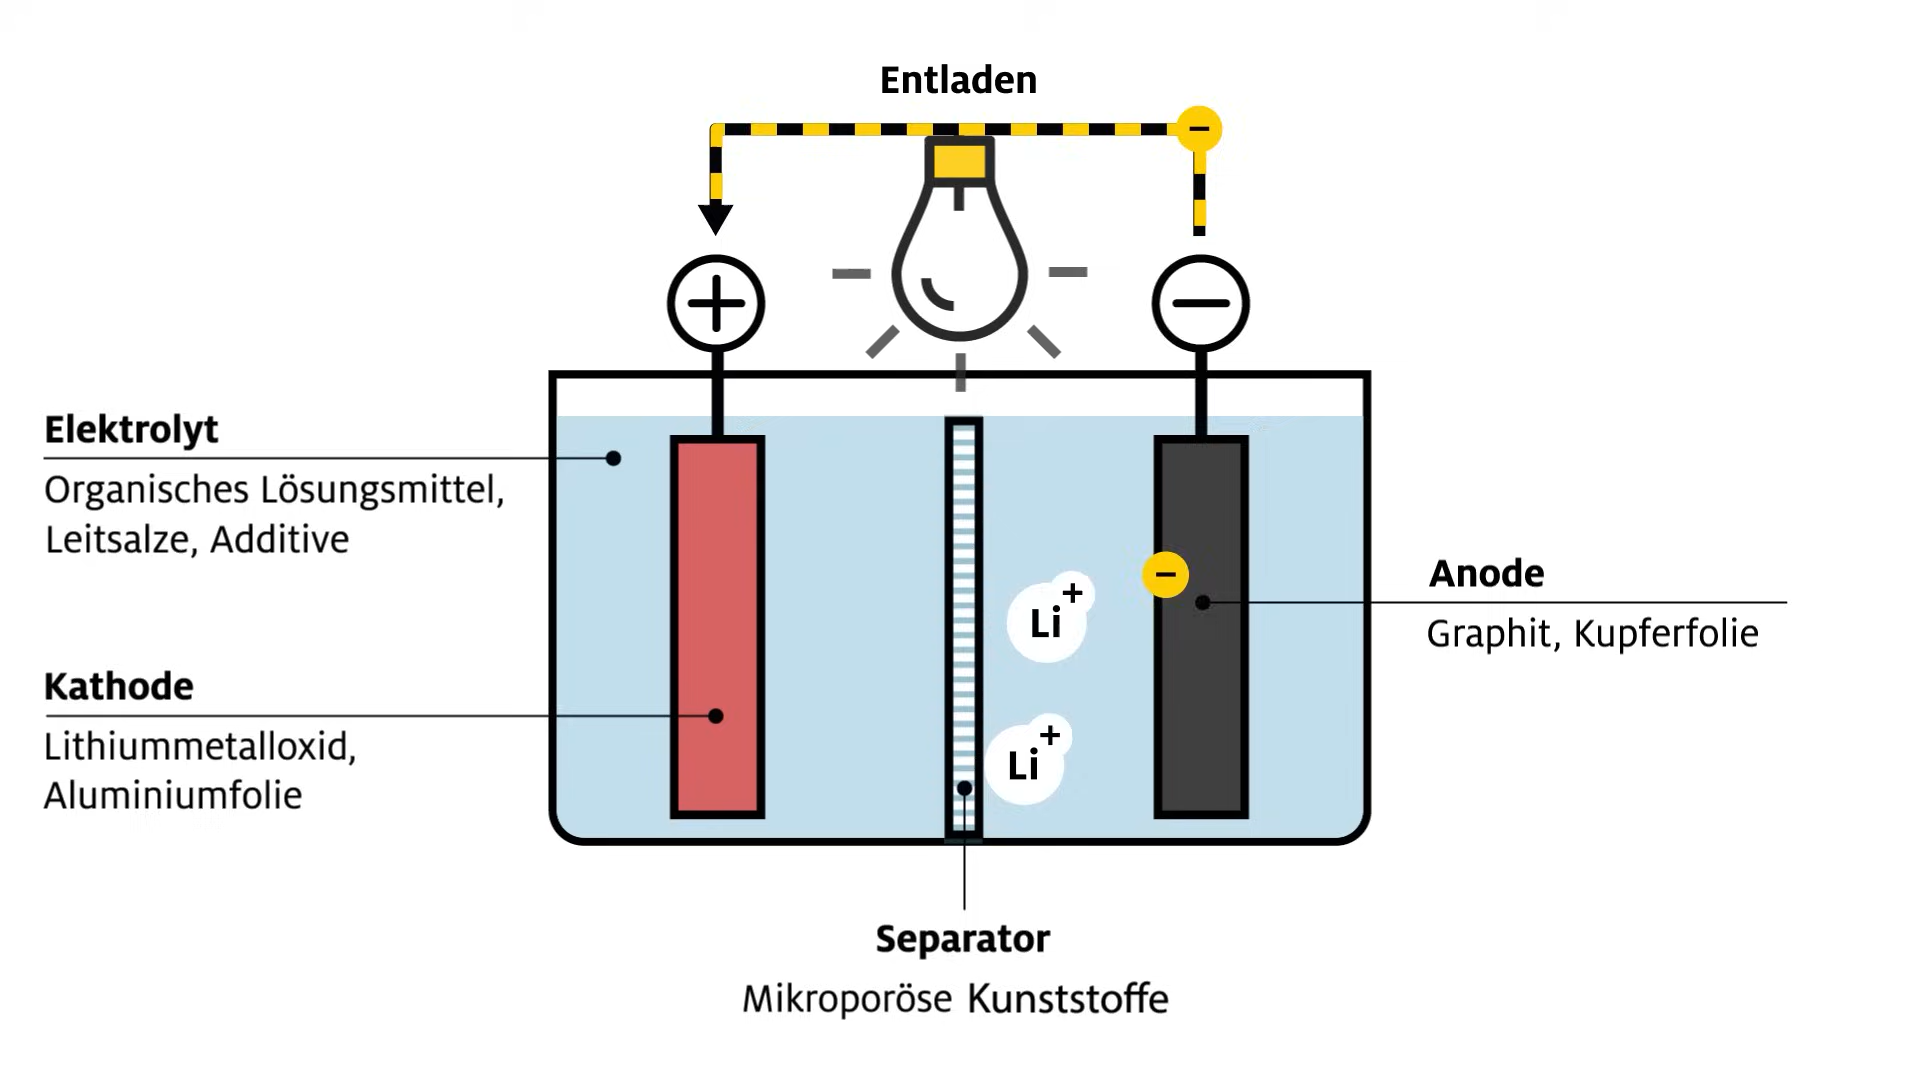 Entladen
−
+
−
Elektrolyt
Organisches Lösungsmittel,
Leitsalze, Additive
Anode
Graphit, Kupferfolie
−
Li+
Kathode
Lithiummetalloxid,
Aluminiumfolie
Li+
Separator
Mikroporöse Kunststoffe